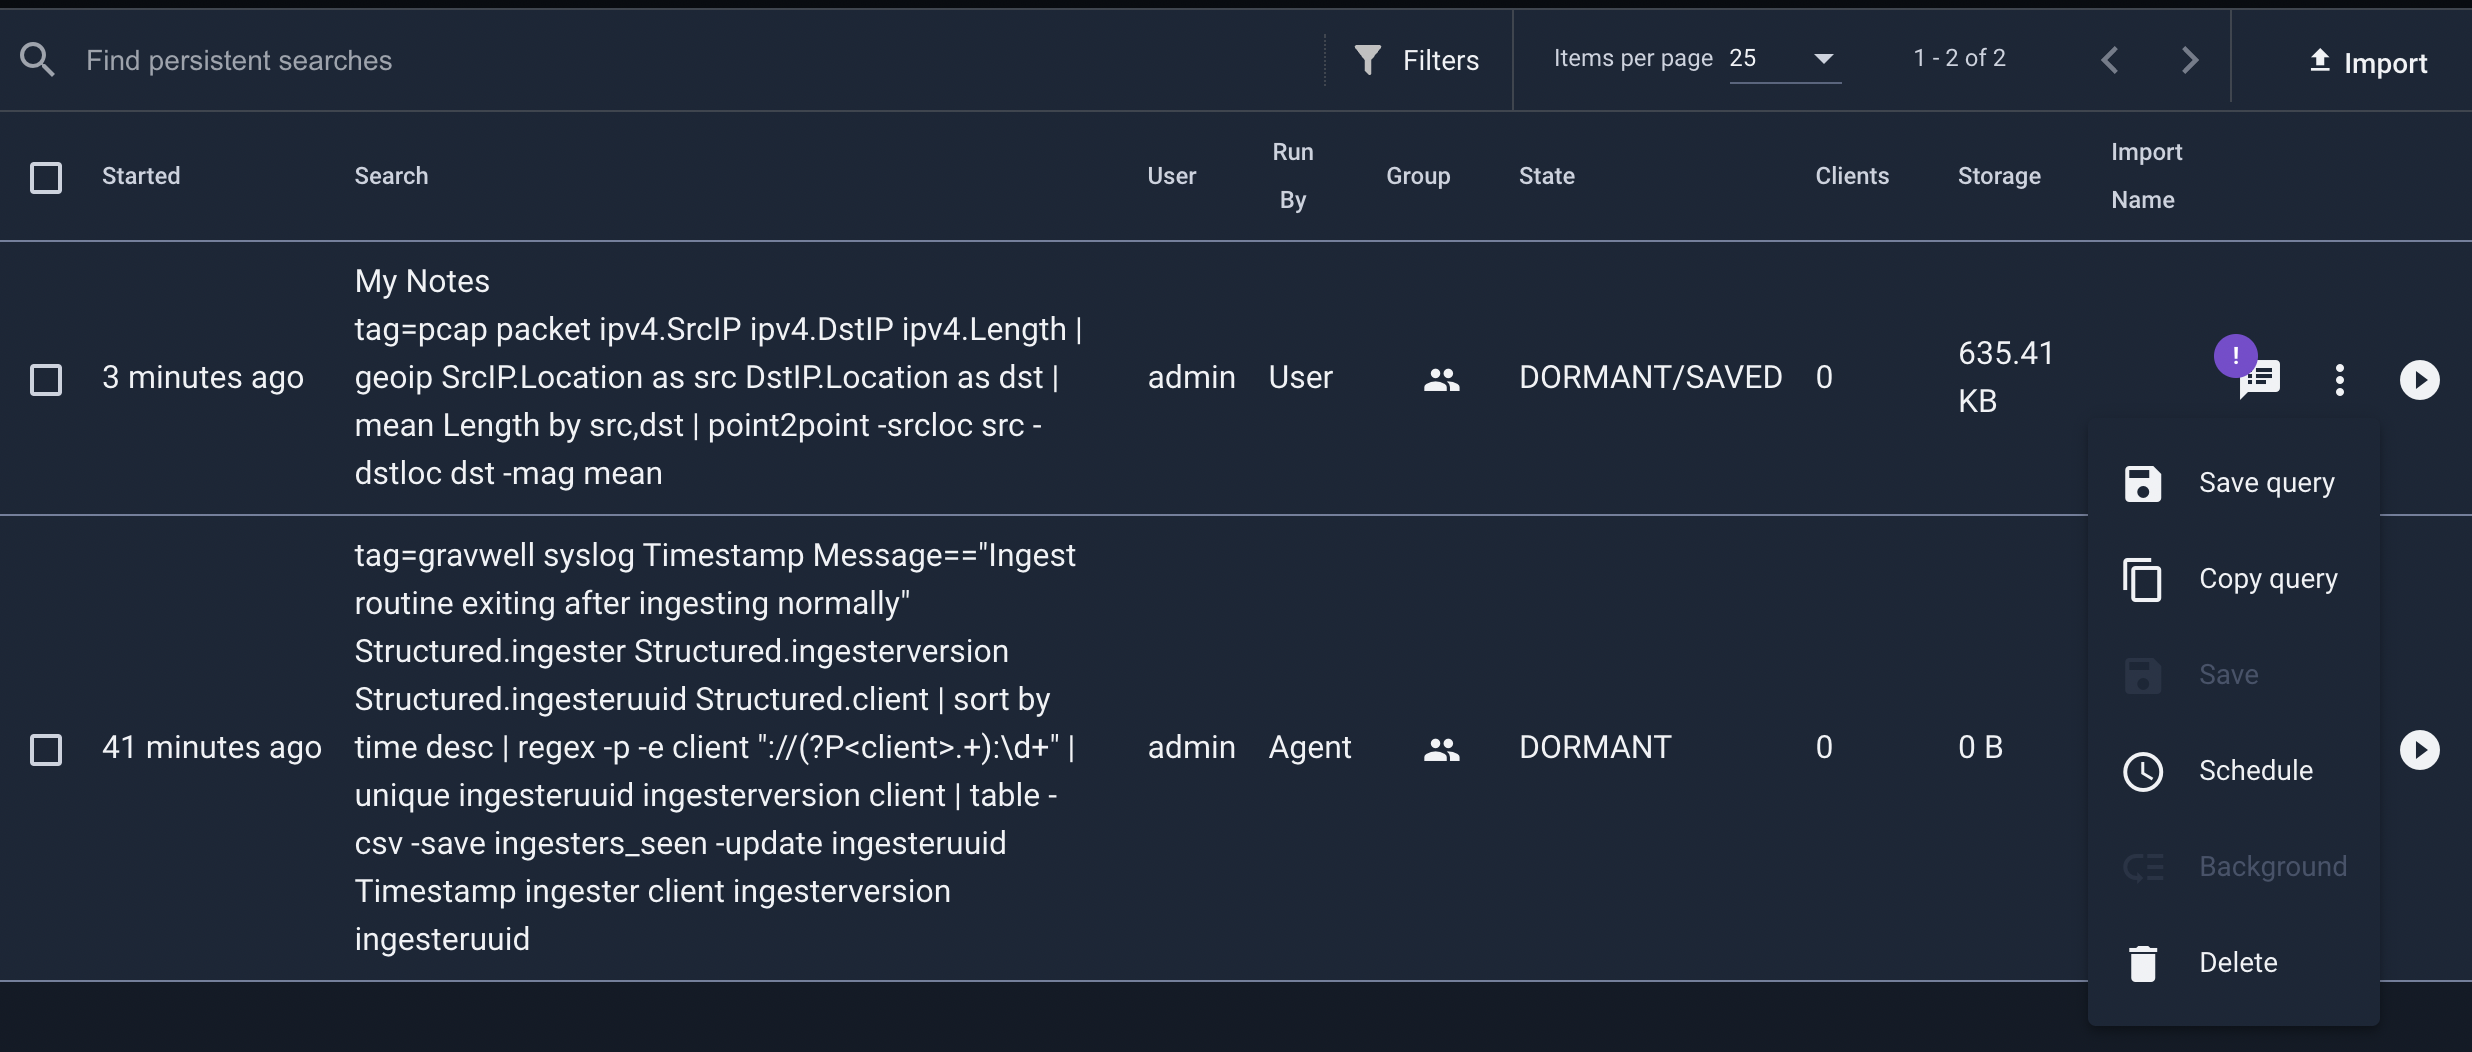 Find persistent searches
Filters
Items per page 25
1 - 2 of 2
Import
Started
Search
User
Run
By
Group
State
Clients
Storage
Import
Name
3 minutes ago
My Notes
tag=pcap packet ipv4.SrcIP ipv4.DstIP ipv4.Length |
geoip SrcIP.Location as src DstIP.Location as dst |
mean Length by src,dst | point2point -srcloc src -
dstloc dst -mag mean
admin
User
DORMANT/SAVED
0
635.41
KB
!
41 minutes ago
tag=gravwell syslog Timestamp Message=="Ingest
routine exiting after ingesting normally"
Structured.ingester Structured.ingesterversion
Structured.ingesteruuid Structured.client | sort by
time desc | regex -p -e client "://(?P<client>.+):\d+" |
unique ingesteruuid ingesterversion client | table -
csv -save ingesters_seen -update ingesteruuid
Timestamp ingester client ingesterversion
ingesteruuid
admin
Agent
DORMANT
0
0 B
Save query
Copy query
Save
Schedule
Background
Delete